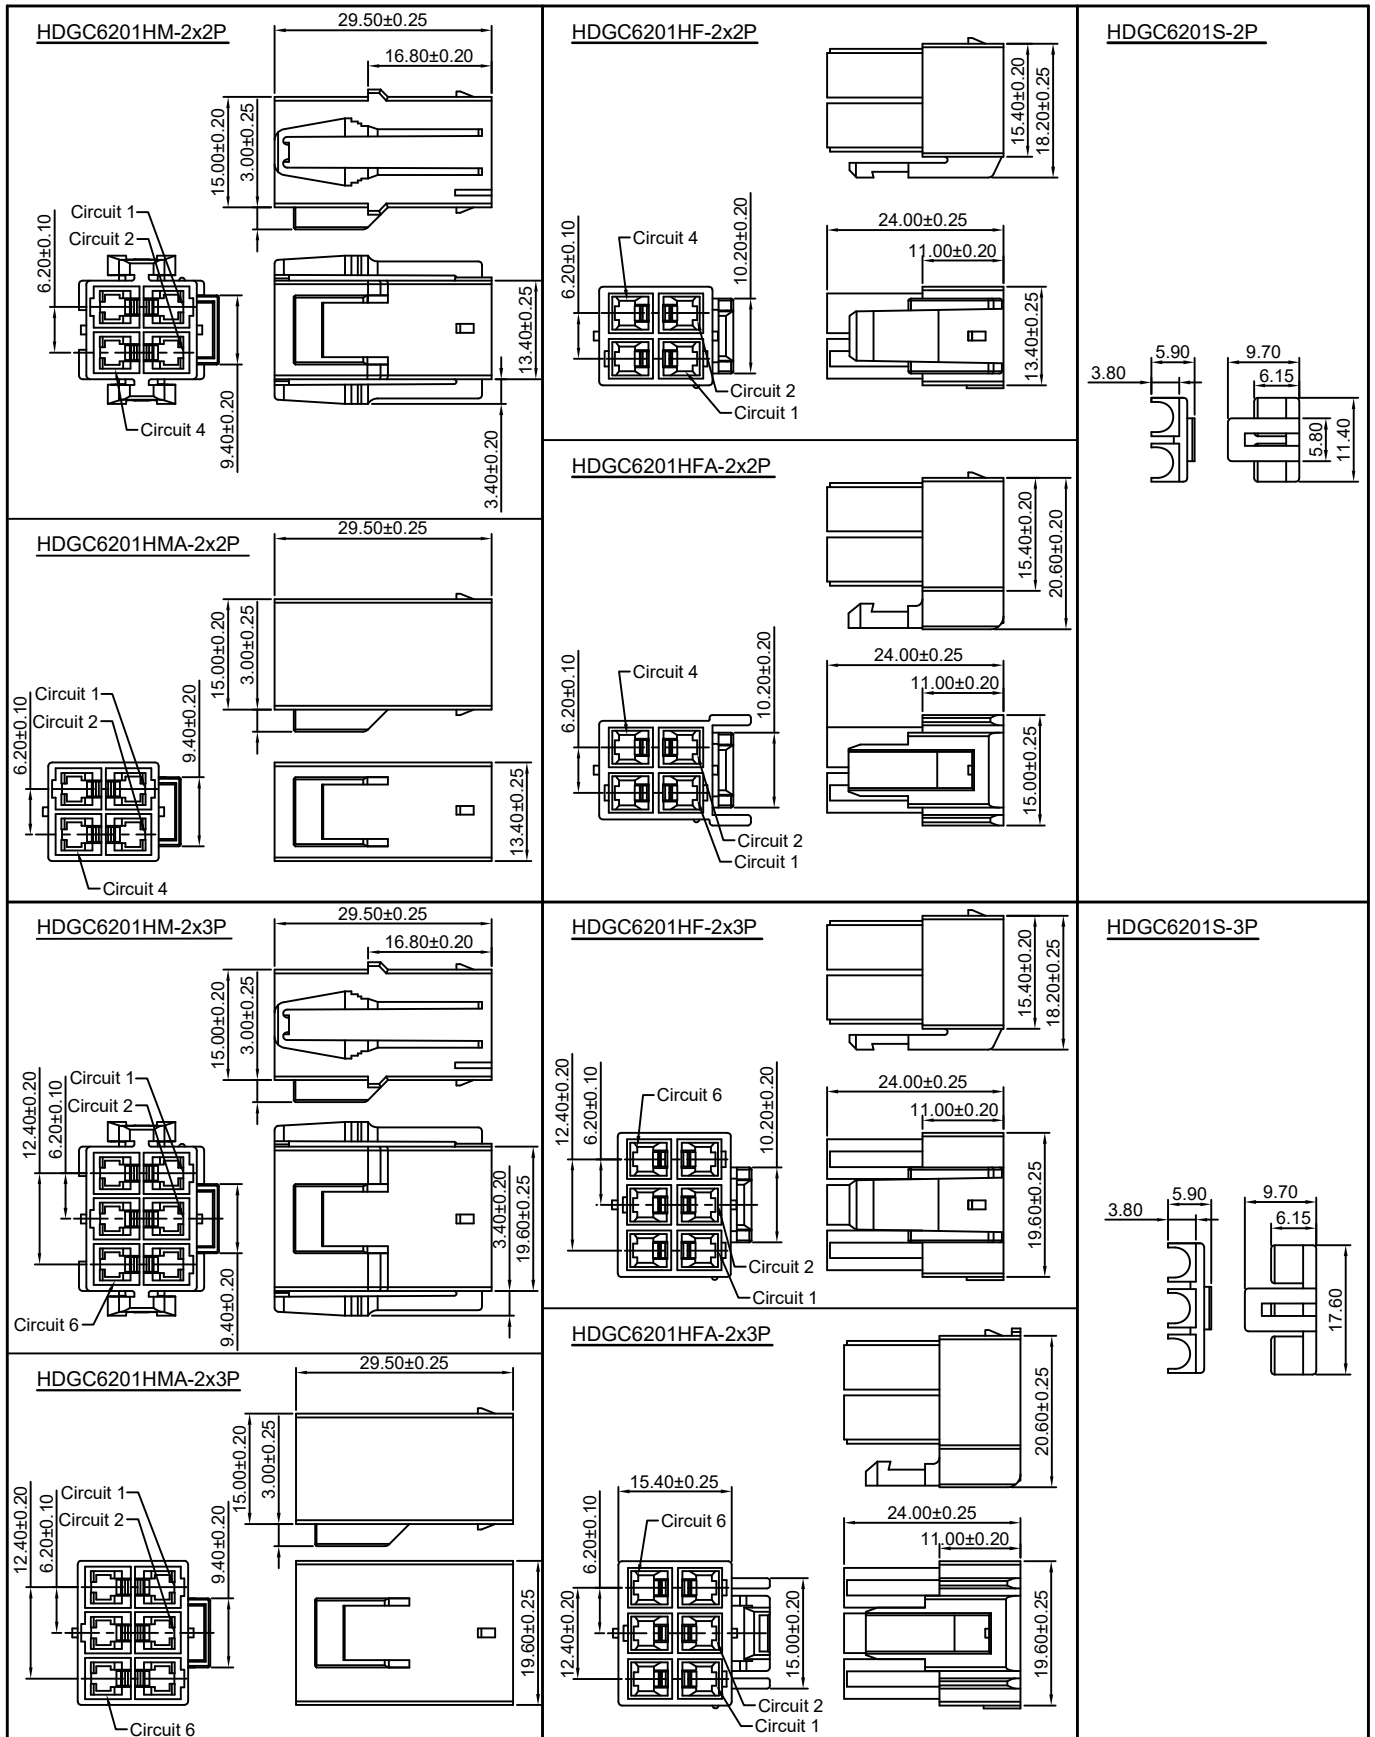 HDGC6201HM-2x2P
29.50±0.25
16.80±0.20
15.00±0.20
3.00±0.25
6.20±0.10
Circuit 1
Circuit 2
Circuit 4
9.40±0.20
13.40±0.25
3.40±0.20
HDGC6201HF-2x2P
15.40±0.20
18.20±0.25
6.20±0.10
Circuit 4
10.20±0.20
Circuit 2
Circuit 1
24.00±0.25
11.00±0.20
13.40±0.25
HDGC6201S-2P
3.80
5.90
9.70
6.15
5.80
11.40
HDGC6201HMA-2x2P
29.50±0.25
15.00±0.20
3.00±0.25
6.20±0.10
Circuit 1
Circuit 2
9.40±0.20
Circuit 4
13.40±0.25
HDGC6201HFA-2x2P
15.40±0.20
20.60±0.20
6.20±0.10
Circuit 4
10.20±0.20
Circuit 2
Circuit 1
24.00±0.25
11.00±0.20
15.00±0.25
HDGC6201HM-2x3P
29.50±0.25
16.80±0.20
15.00±0.20
3.00±0.25
12.40±0.20
6.20±0.10
Circuit 1
Circuit 2
Circuit 6
9.40±0.20
3.40±0.20
19.60±0.25
HDGC6201HF-2x3P
15.40±0.20
18.20±0.25
12.40±0.20
6.20±0.10
Circuit 6
10.20±0.20
Circuit 2
Circuit 1
24.00±0.25
11.00±0.20
19.60±0.25
HDGC6201S-3P
3.80
5.90
9.70
6.15
17.60
HDGC6201HMA-2x3P
29.50±0.25
15.00±0.20
3.00±0.25
12.40±0.20
6.20±0.10
Circuit 1
Circuit 2
9.40±0.20
Circuit 6
19.60±0.25
HDGC6201HFA-2x3P
20.60±0.25
15.40±0.25
6.20±0.10
12.40±0.20
Circuit 6
15.00±0.20
Circuit 2
Circuit 1
24.00±0.25
11.00±0.20
19.60±0.25